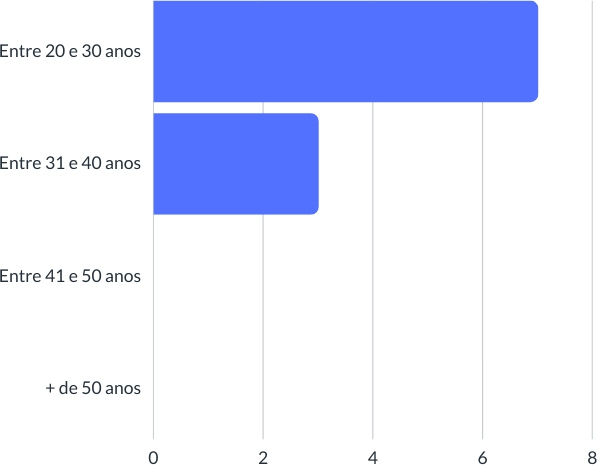 Entre 20 e 30 anos
Entre 31 e 40 anos
Entre 41 e 50 anos
+ de 50 anos
0 2 4 6 8